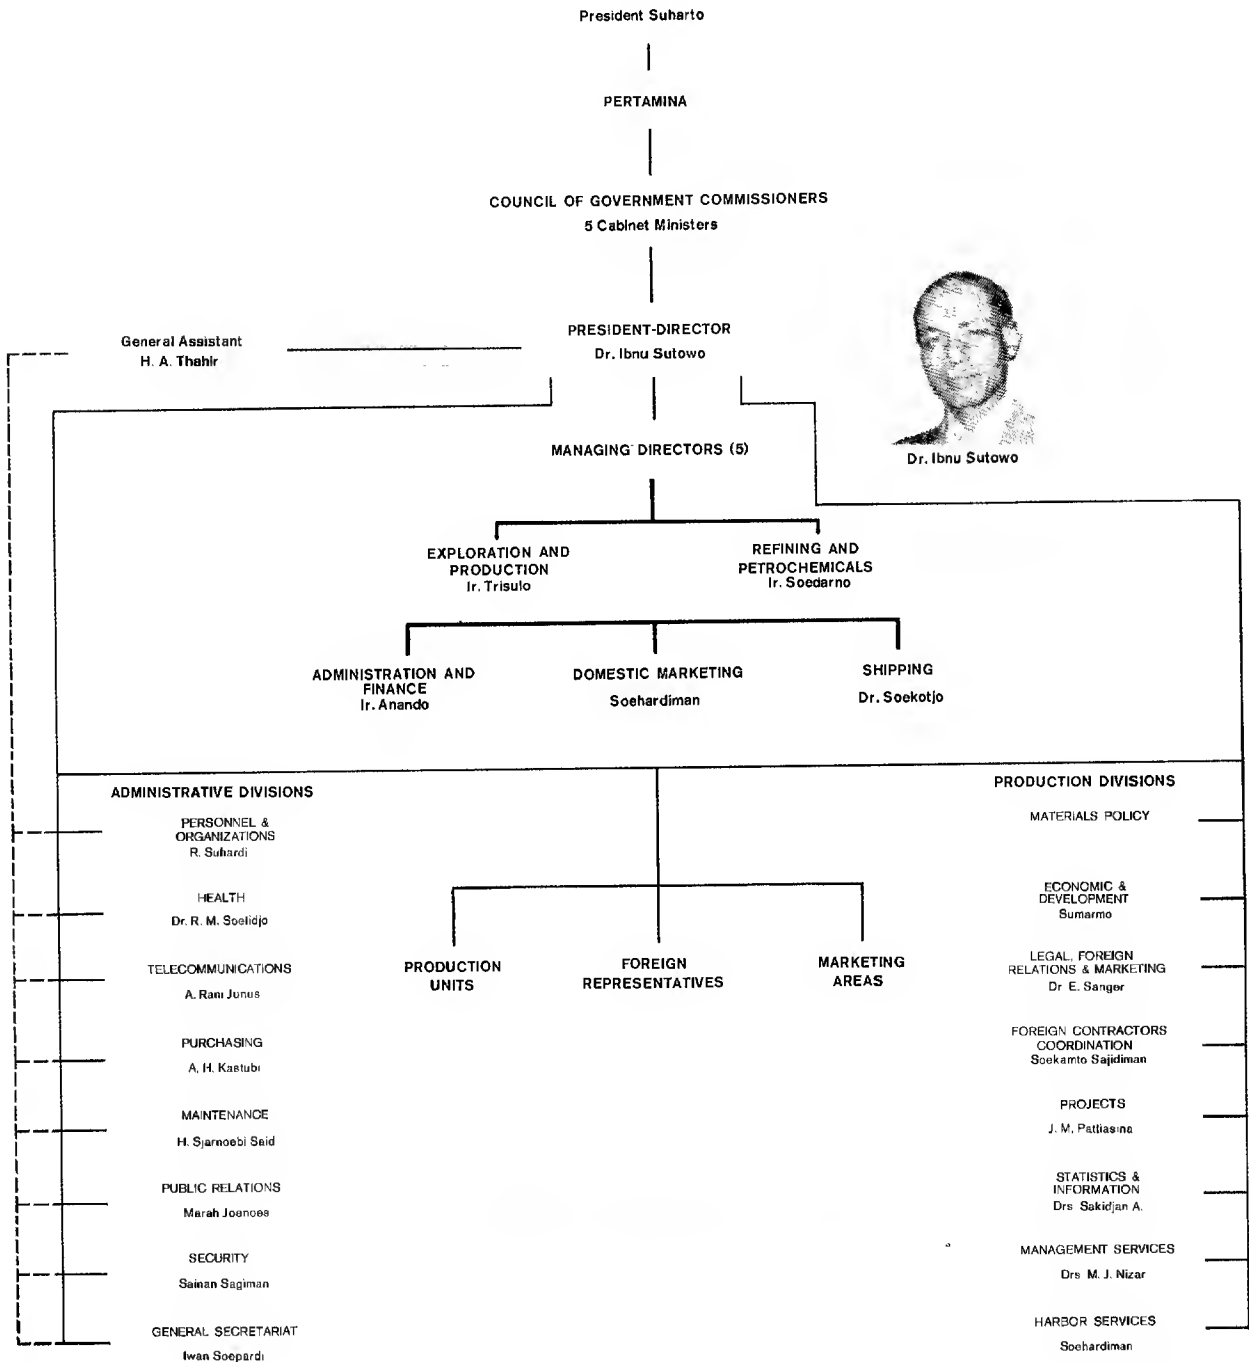 President Suharto
PERTAMINA
COUNCIL OF GOVERNMENT COMMISSIONERS
5 Cabinet Ministers
General Assistant
H. A. Thahir
PRESIDENT-DIRECTOR
Dr. Ibnu Sutowo
Dr. Ibnu Sutowo
MANAGING DIRECTORS (5)
EXPLORATION AND
PRODUCTION
Ir. Trisulo
REFINING AND
PETROCHEMICALS
Ir. Soedarno
ADMINISTRATION AND
FINANCE
Ir. Anando
DOMESTIC MARKETING
Soehardiman
SHIPPING
Dr. Soekotjo
ADMINISTRATIVE DIVISIONS
PERSONNEL &
ORGANIZATIONS
R. Suhardi
HEALTH
Dr. R. M. Soelidjo
TELECOMMUNICATIONS
A. Rani Junus
PURCHASING
A. H. Kastubi
MAINTENANCE
H. Sjarnoebi Said
PUBLIC RELATIONS
Marah Joenoes
SECURITY
Sainan Sagiman
GENERAL SECRETARIAT
Iwan Soepardi
PRODUCTION
UNITS
FOREIGN
REPRESENTATIVES
MARKETING
AREAS
PRODUCTION DIVISIONS
MATERIALS POLICY
ECONOMIC &
DEVELOPMENT
Sumarmo
LEGAL, FOREIGN
RELATIONS & MARKETING
Dr E. Sanger
FOREIGN CONTRACTORS
COORDINATION
Soekamto Sajidiman
PROJECTS
J. M. Pattiasina
STATISTICS &
INFORMATION
Drs Sakidjan A.
MANAGEMENT SERVICES
Drs M. J. Nizar
HARBOR SERVICES
Soehardiman